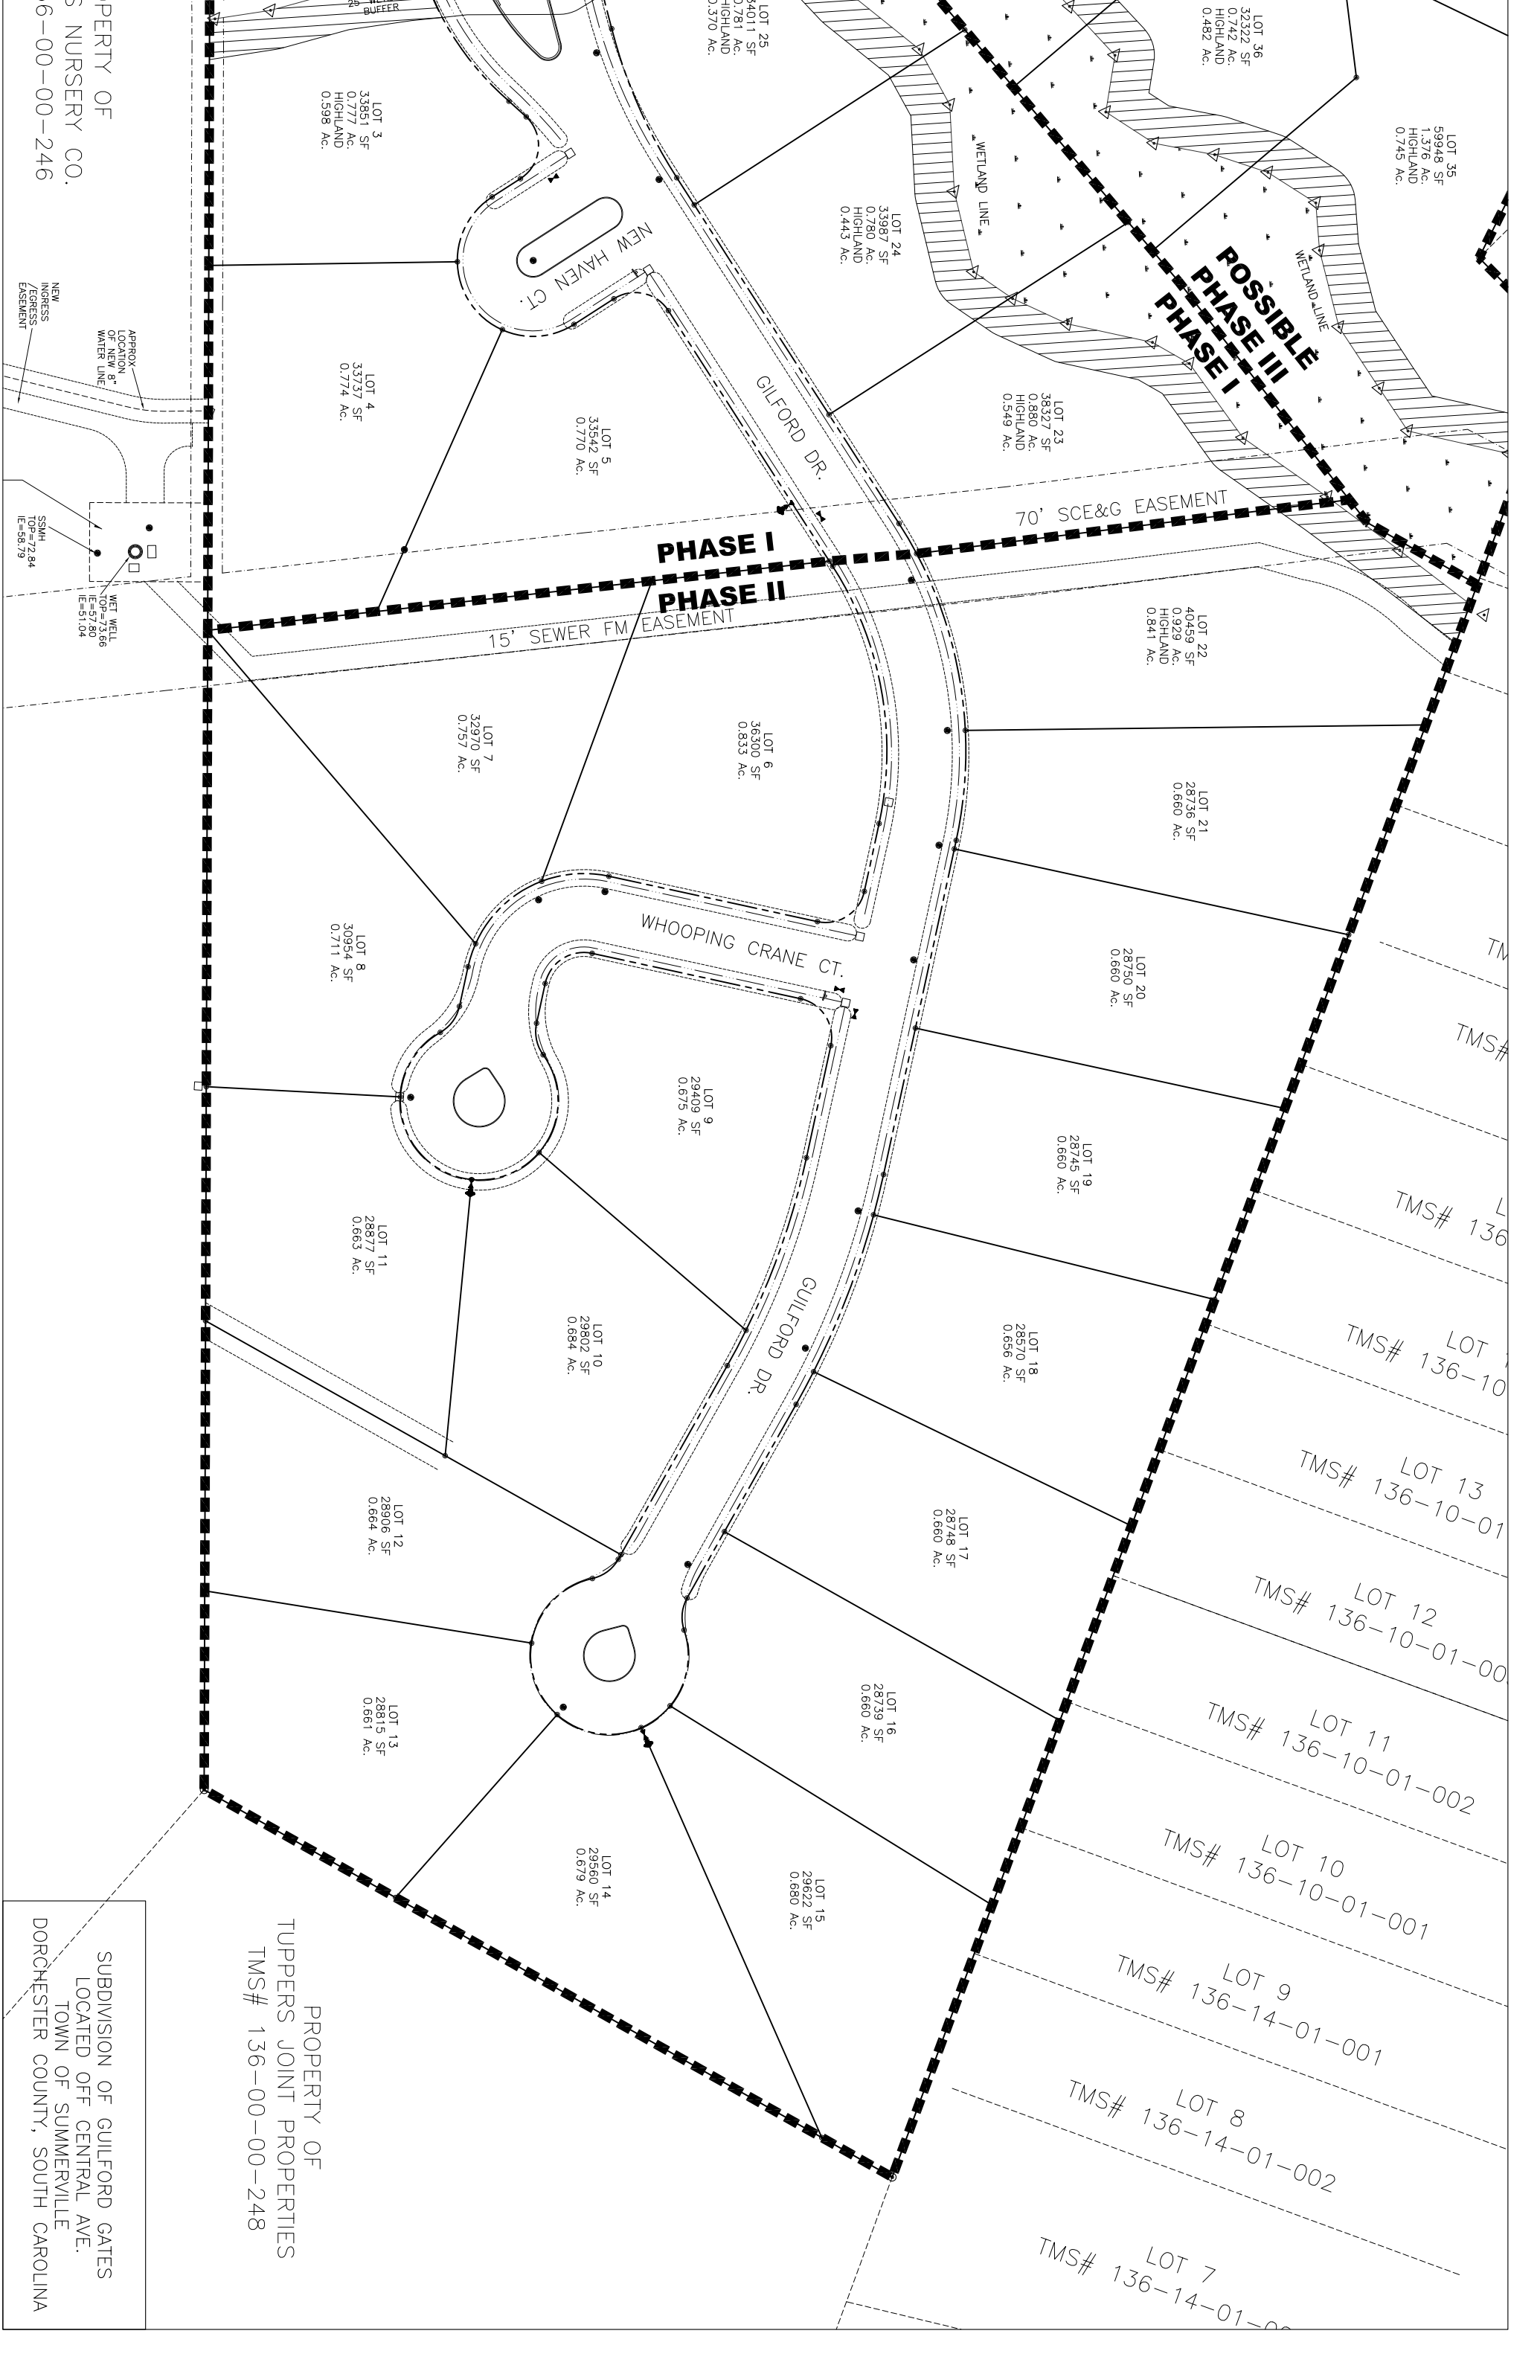 LOT 36
32322 SF
0.742 Ac.
HIGHLAND
0.482 Ac.
LOT 35
59948 SF
1.376 Ac.
HIGHLAND
0.745 Ac.
LOT 25
34011 SF
0.781 Ac.
HIGHLAND
0.370 Ac.
BUFFER
LOT 3
33851 SF
0.777 Ac.
HIGHLAND
0.598 Ac.
NURSERY CO.
6-00-00-246
NEW HAVEN CT.
WETLAND LINE
LOT 24
33987 SF
0.780 Ac.
HIGHLAND
0.443 Ac.
WETLAND LINE
POSSIBLE
PHASE III
PHASE I
NEW
INGRESS
/EGRESS
EASEMENT
APPROX
LOCATION
OF NEW 8"
WATER LINE
LOT 4
33737 SF
0.774 Ac.
LOT 5
33542 SF
0.770 Ac.
GILFORD DR.
LOT 23
38327 SF
0.880 Ac.
HIGHLAND
0.549 Ac.
70' SCE&G EASEMENT
SSMH
TOP=72.84
IE=58.79
WET WELL
TOP=73.66
IE=57.80
IE=51.04
PHASE I
PHASE II
15' SEWER FM EASEMENT
LOT 22
40459 SF
0.929 Ac.
HIGHLAND
0.841 Ac.
LOT 7
32970 SF
0.757 Ac.
LOT 6
36300 SF
0.833 Ac.
LOT 21
28736 SF
0.660 Ac.
LOT 8
30954 SF
0.711 Ac.
WHOOPING CRANE CT.
LOT 20
28750 SF
0.660 Ac.
LOT 9
29409 SF
0.675 Ac.
LOT 19
28745 SF
0.660 Ac.
LOT 11
28877 SF
0.663 Ac.
LOT 10
29802 SF
0.684 Ac.
GUILFORD DR.
LOT 18
28570 SF
0.656 Ac.
LOT 12
28906 SF
0.664 Ac.
LOT 17
28748 SF
0.660 Ac.
LOT 13
28815 SF
0.661 Ac.
LOT 16
28739 SF
0.660 Ac.
LOT 14
29560 SF
0.679 Ac.
LOT 15
29622 SF
0.680 Ac.
TMS#
TMS# 136
LOT
TMS# 136-10
LOT 13
TMS# 136-10-01
LOT 12
TMS# 136-10-01-00
LOT 11
TMS# 136-10-01-002
LOT 10
TMS# 136-10-01-001
LOT 9
TMS# 136-14-01-001
LOT 8
TMS# 136-14-01-002
LOT 7
TMS# 136-14-01-00
PROPERTY OF
TUPPERS JOINT PROPERTIES
TMS# 136-00-00-248
SUBDIVISION OF GUILFORD GATES
LOCATED OFF CENTRAL AVE.
TOWN OF SUMMERVILLE
DORCHESTER COUNTY, SOUTH CAROLINA